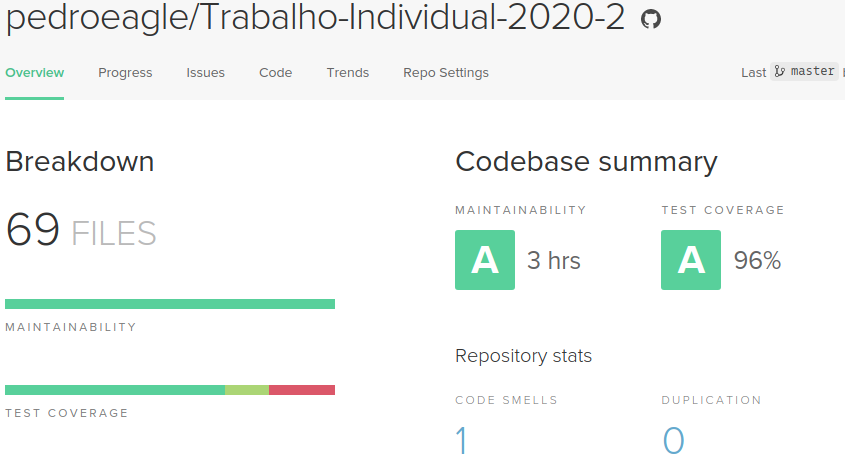 pedroeagle/Trabalho-Individual-2020-2
Overview Progress Issues Code Trends Repo Settings Last master
Breakdown
69 FILES
MAINTAINABILITY
TEST COVERAGE
Codebase summary
MAINTAINABILITY TEST COVERAGE
A 3 hrs A 96%
Repository stats
CODE SMELLS DUPLICATION
1 0